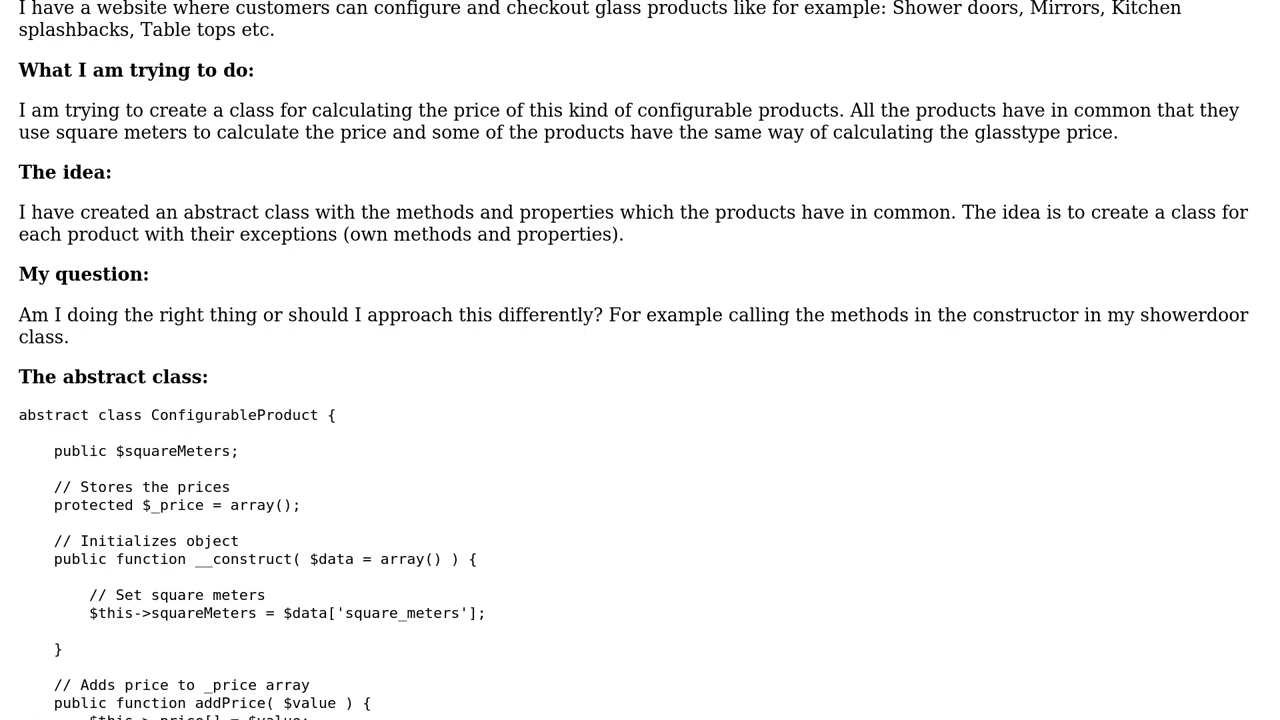 I have a website where customers can configure and checkout glass products like for example: Shower doors, Mirrors, Kitchen
splashbacks, Table tops etc.
What I am trying to do:
I am trying to create a class for calculating the price of this kind of configurable products. All the products have in common that they
use square meters to calculate the price and some of the products have the same way of calculating the glasstype price.
The idea:
I have created an abstract class with the methods and properties which the products have in common. The idea is to create a class for
each product with their exceptions (own methods and properties).
My question:
Am I doing the right thing or should I approach this differently? For example calling the methods in the constructor in my showerdoor
class.
The abstract class:
abstract class ConfigurableProduct {
    public $squareMeters;
    // Stores the prices
    protected $_price = array();
    // Initializes object
    public function __construct( $data = array() ) {
        // Set square meters
        $this->squareMeters = $data['square_meters'];
    }
    // Adds price to _price array
    public function addPrice( $value ) {
        $this->_price[] = $value;